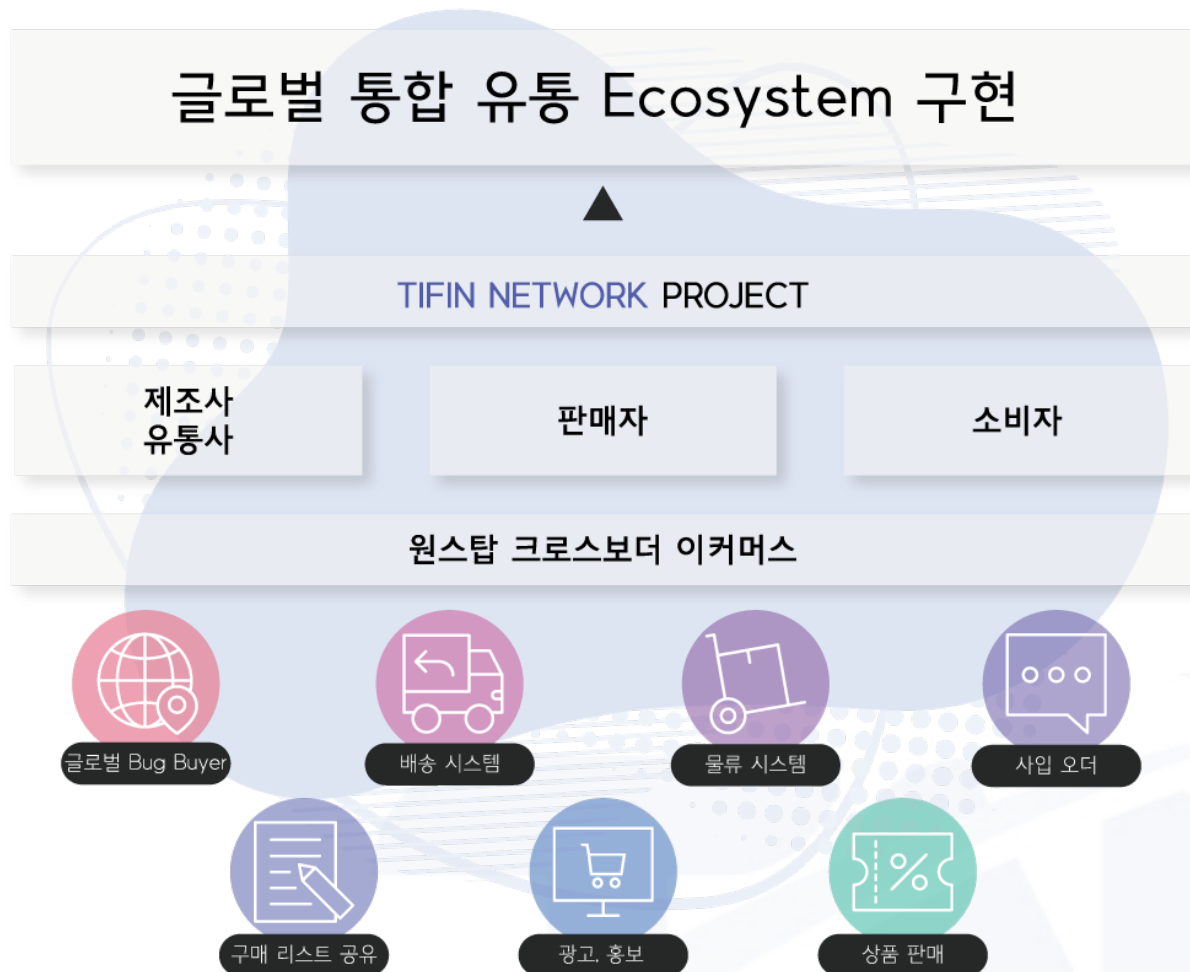 글로벌 통합 유통 Ecosystem 구현
TIFIN NETWORK PROJECT
제조사
유통사
판매자
소비자
원스탑 크로스보더 이커머스
글로벌 Bug Buyer
배송 시스템
물류 시스템
사입 오더
구매 리스트 공유
광고, 홍보
상품 판매